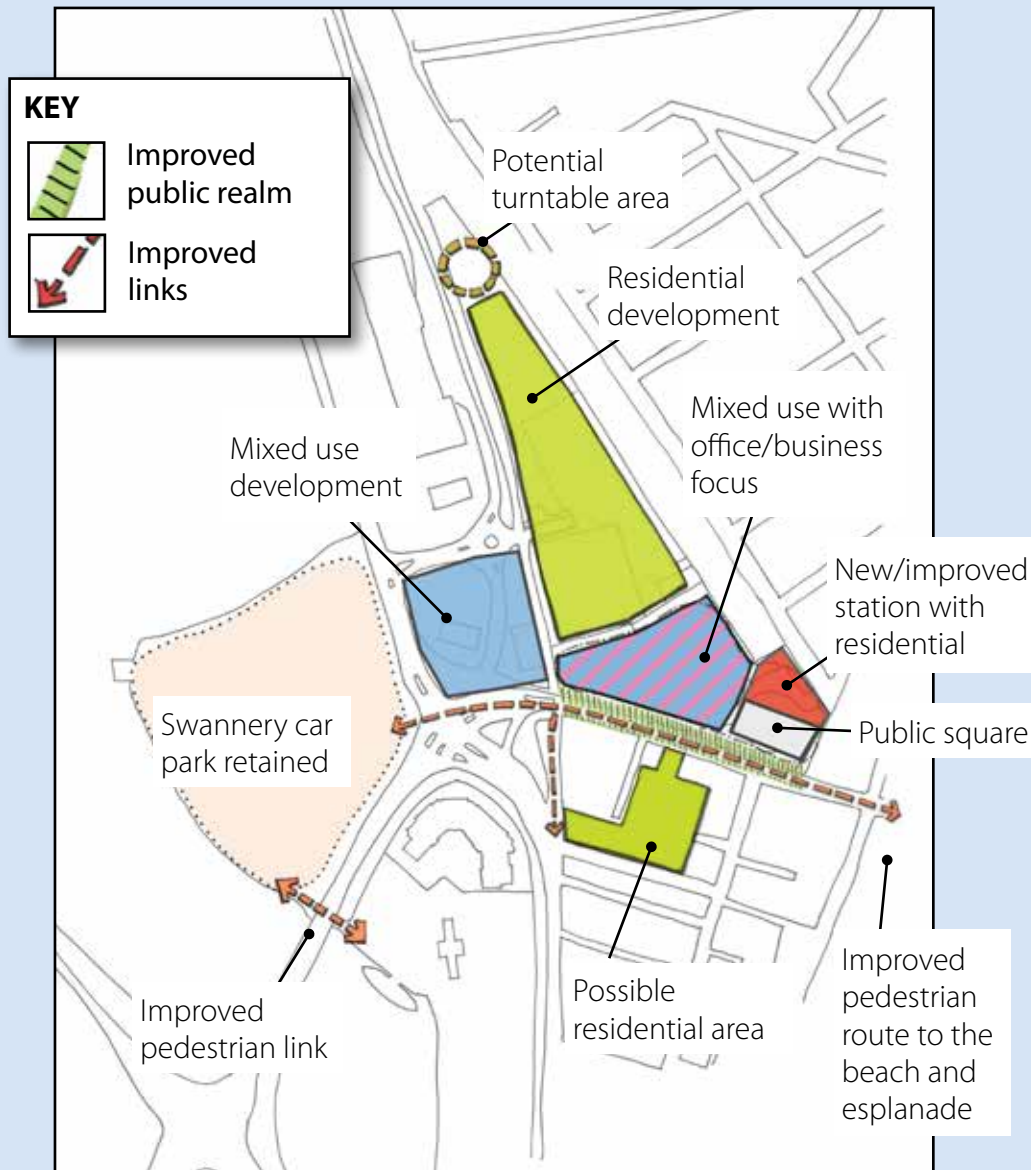 KEY
Improved
public realm
Improved
links
Potential
turntable area
Residential
development
Mixed use with
office/business
focus
Mixed use
development
New/improved
station with
residential
Public square
Swannery car
park retained
Improved
pedestrian link
Possible
residential area
Improved
pedestrian
route to the
beach and
esplanade